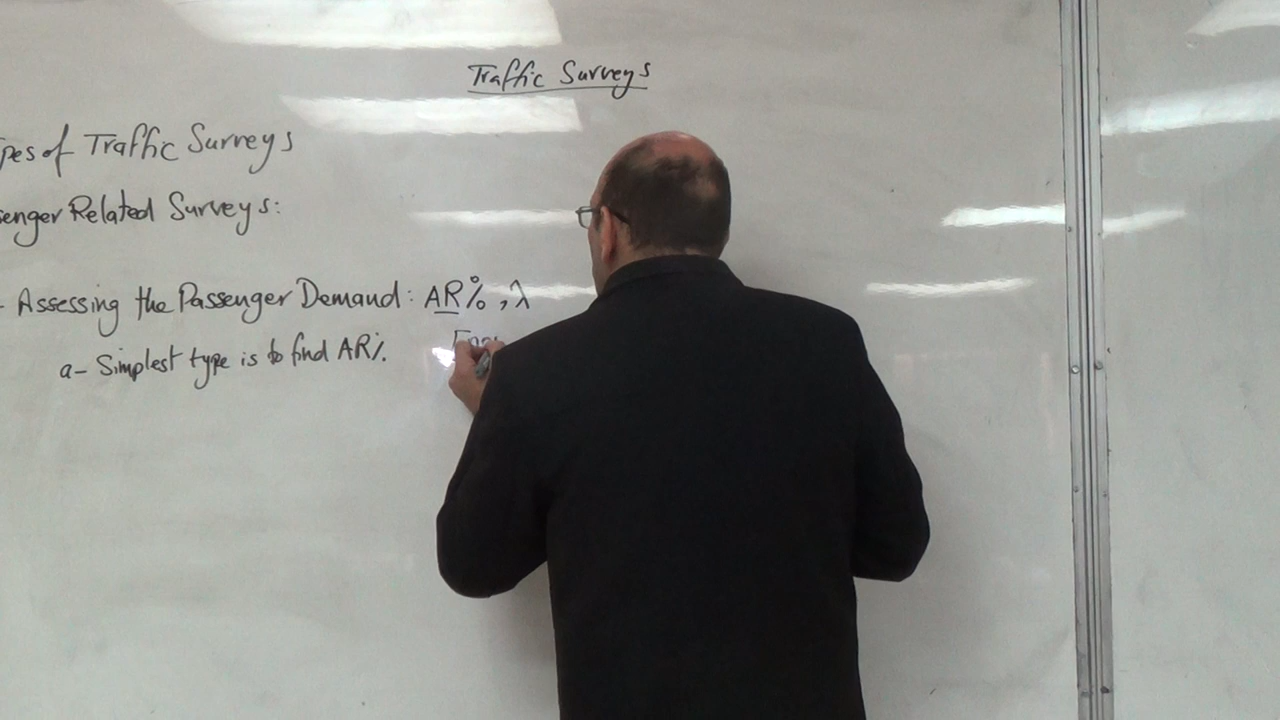 Traffic Surveys
pes of Traffic Surveys
senger Related Surveys:
- Assessing the Passenger Demand: AR%, λ
a- Simplest type is to find AR%.